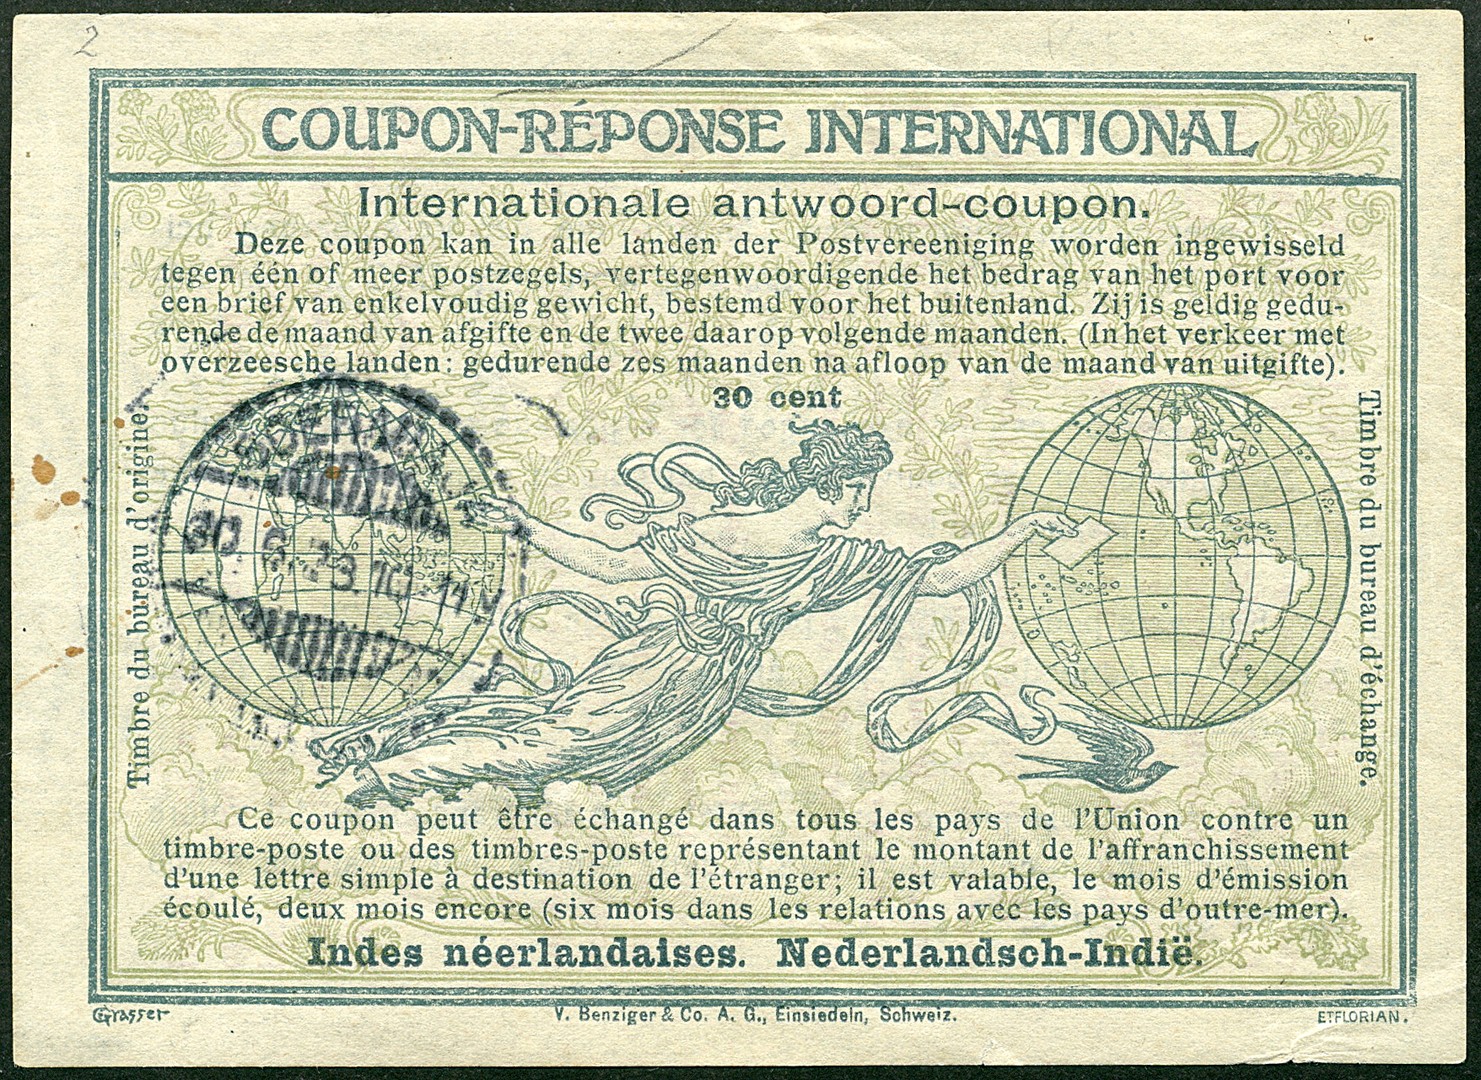 2
COUPON-RÉPONSE INTERNATIONAL
Internationale antwoord-coupon.
Deze coupon kan in alle landen der Postvereeniging worden ingewisseld
tegen één of meer postzegels, vertegenwoordigende het bedrag van het port voor
een brief van enkelvoudig gewicht, bestemd voor het buitenland. Zij is geldig gedu-
rende de maand van afgifte en de twee daarop volgende maanden. (In het verkeer met
overzeesche landen: gedurende zes maanden na afloop van de maand van uitgifte).
30 cent
Timbre du bureau d'origine.
30 6.23.10-11V
Timbre du bureau d'échange.
Ce coupon peut être échangé dans tous les pays de l'Union contre un
timbre-poste ou des timbres-poste représentant le montant de l'affranchissement
d'une lettre simple à destination de l'étranger; il est valable, le mois d'émission
écoulé, deux mois encore (six mois dans les relations avec les pays d'outre-mer).
Indes néerlandaises. Nederlandsch-Indië.
EGrasset
V. Benziger & Co. A. G., Einsiedeln, Schweiz.
ETFLORIAN.